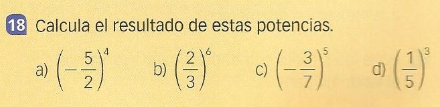 18 Calcula el resultado de estas potencias.
a) (−5/2)⁴ b) (2/3)⁶ c) (−3/7)⁵ d) (1/5)³